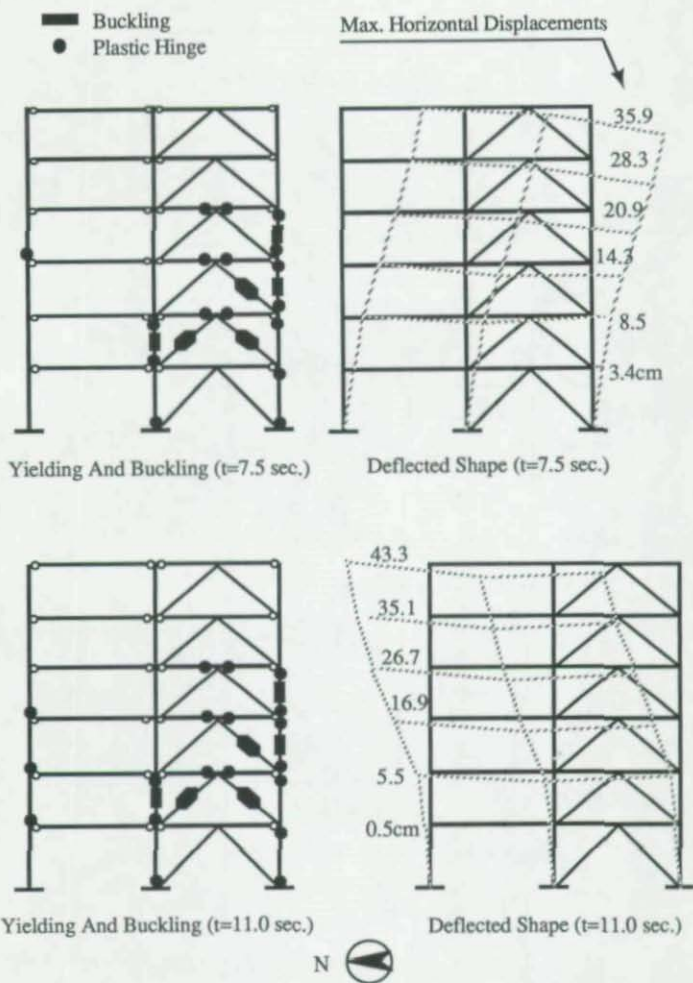 Buckling
Plastic Hinge
Max. Horizontal Displacements
35.9
28.3
20.9
14.3
8.5
3.4cm
Yielding And Buckling (t=7.5 sec.)
Deflected Shape (t=7.5 sec.)
43.3
35.1
26.7
16.9
5.5
0.5cm
Yielding And Buckling (t=11.0 sec.)
Deflected Shape (t=11.0 sec.)
N